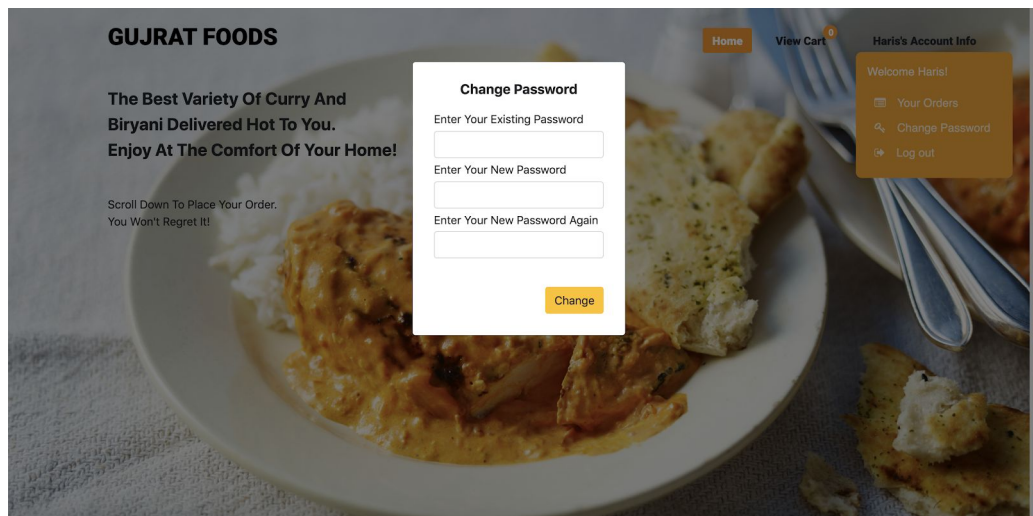 GUJRAT FOODS
Home
View Cart
0
Haris's Account Info
Welcome Haris!
Your Orders
Change Password
Log out
The Best Variety Of Curry And
Biryani Delivered Hot To You.
Enjoy At The Comfort Of Your Home!
Scroll Down To Place Your Order.
You Won't Regret It!
Change Password
Enter Your Existing Password
Enter Your New Password
Enter Your New Password Again
Change